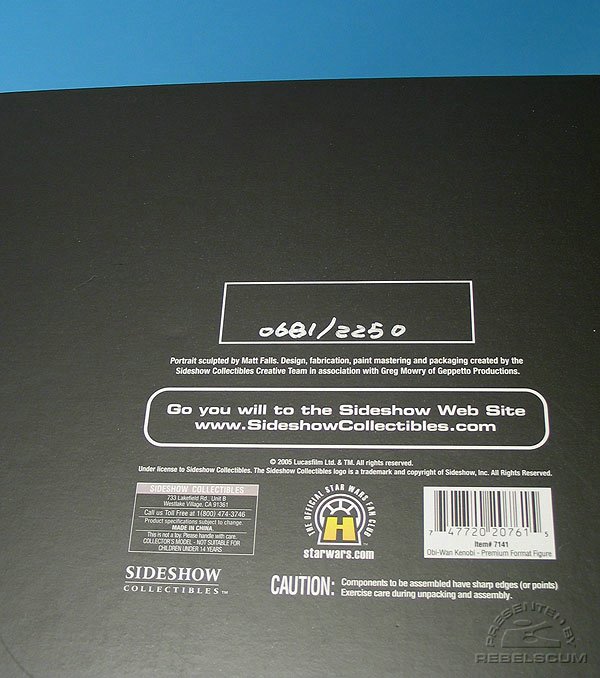 0681/2250
Portrait sculpted by Matt Falls. Design, fabrication, paint mastering and packaging created by the
Sideshow Collectibles Creative Team in association with Greg Mowry of Geppetto Productions.
Go you will to the Sideshow Web Site
www.SideshowCollectibles.com
© 2005 Lucasfilm Ltd. & TM. All rights reserved.
Under license to Sideshow Collectibles. The Sideshow Collectibles logo is a trademark and copyright of Sideshow, Inc. All Rights Reserved.
SIDESHOW COLLECTIBLES
733 Lakefield Rd., Unit B
Westlake Village, CA 91361
Call us Toll Free at 1(800) 474-3746
Product specifications subject to change.
MADE IN CHINA.
This is not a toy. Please handle with care.
COLLECTOR'S MODEL - NOT SUITABLE FOR
CHILDREN UNDER 14 YEARS.
THE OFFICIAL STAR WARS FAN CLUB
H
starwars.com
7 47720 20761 5
Item# 7141
Obi-Wan Kenobi - Premium Format Figure
SIDESHOW
COLLECTIBLES™
CAUTION: Components to be assembled have sharp edges (or points)
Exercise care during unpacking and assembly.
PRESENTED BY
REBELSCUM